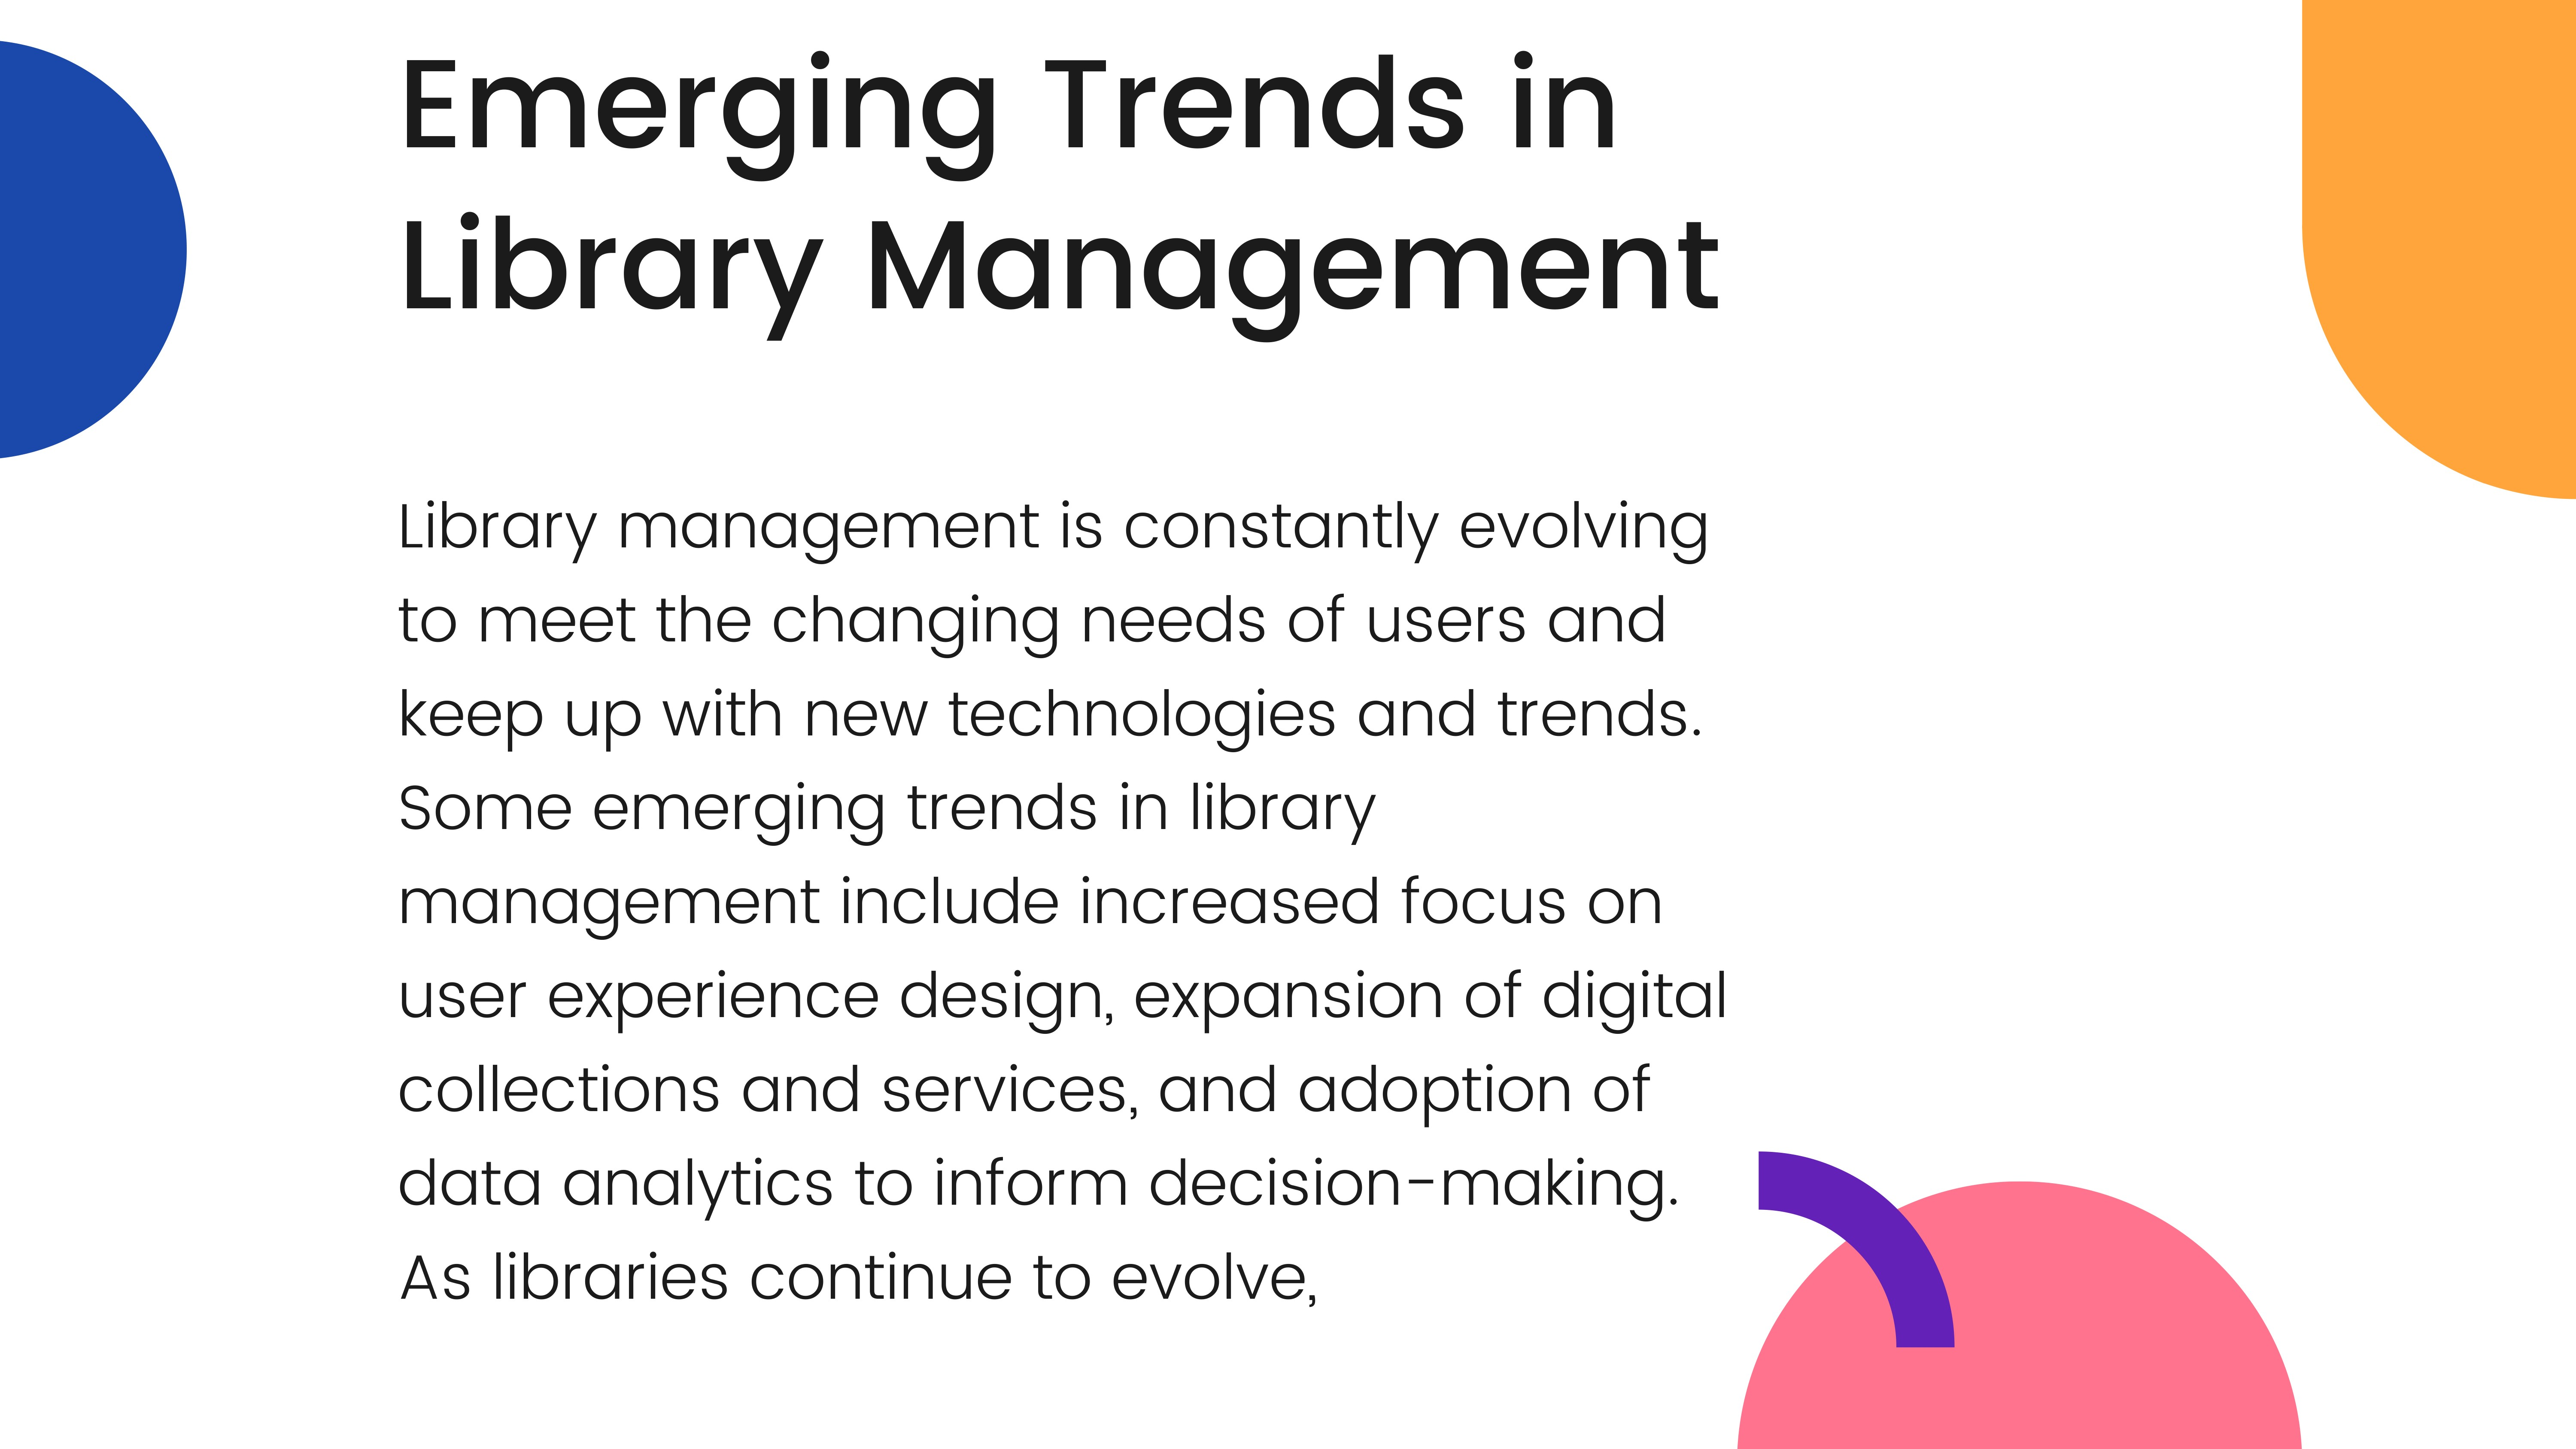 Emerging Trends in
Library Management
Library management is constantly evolving
to meet the changing needs of users and
keep up with new technologies and trends.
Some emerging trends in library
management include increased focus on
user experience design, expansion of digital
collections and services, and adoption of
data analytics to inform decision-making.
As libraries continue to evolve,